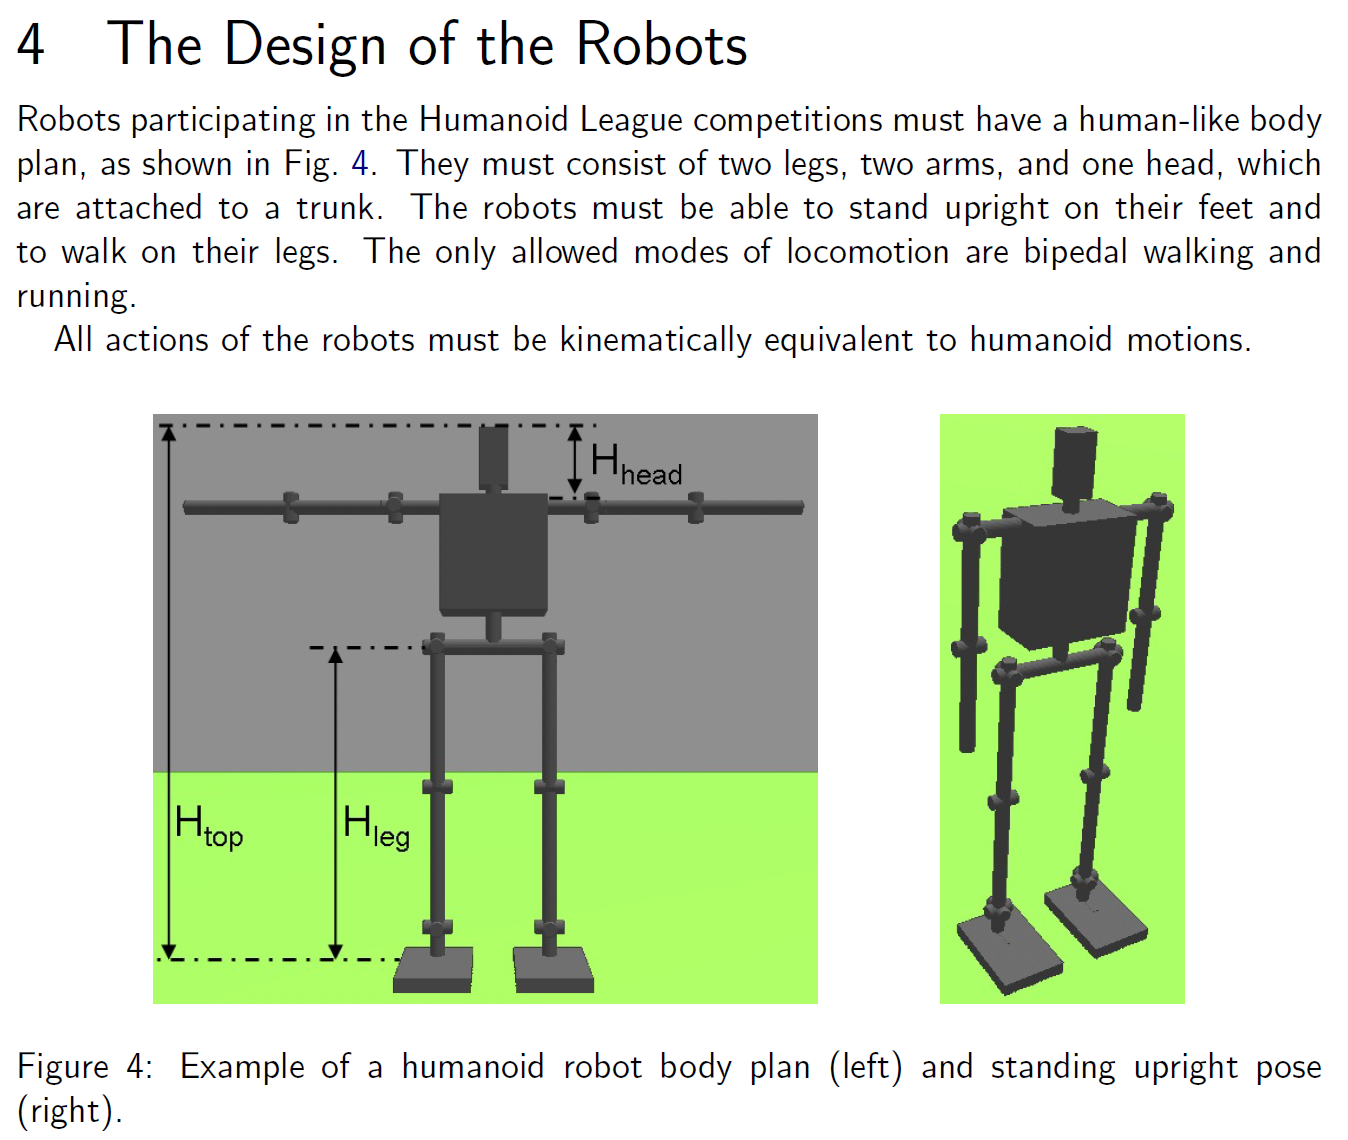 4 The Design of the Robots
Robots participating in the Humanoid League competitions must have a human-like body
plan, as shown in Fig. 4. They must consist of two legs, two arms, and one head, which
are attached to a trunk. The robots must be able to stand upright on their feet and
to walk on their legs. The only allowed modes of locomotion are bipedal walking and
running.
All actions of the robots must be kinematically equivalent to humanoid motions.
Hhead
Htop
Hleg
Figure 4: Example of a humanoid robot body plan (left) and standing upright pose
(right).